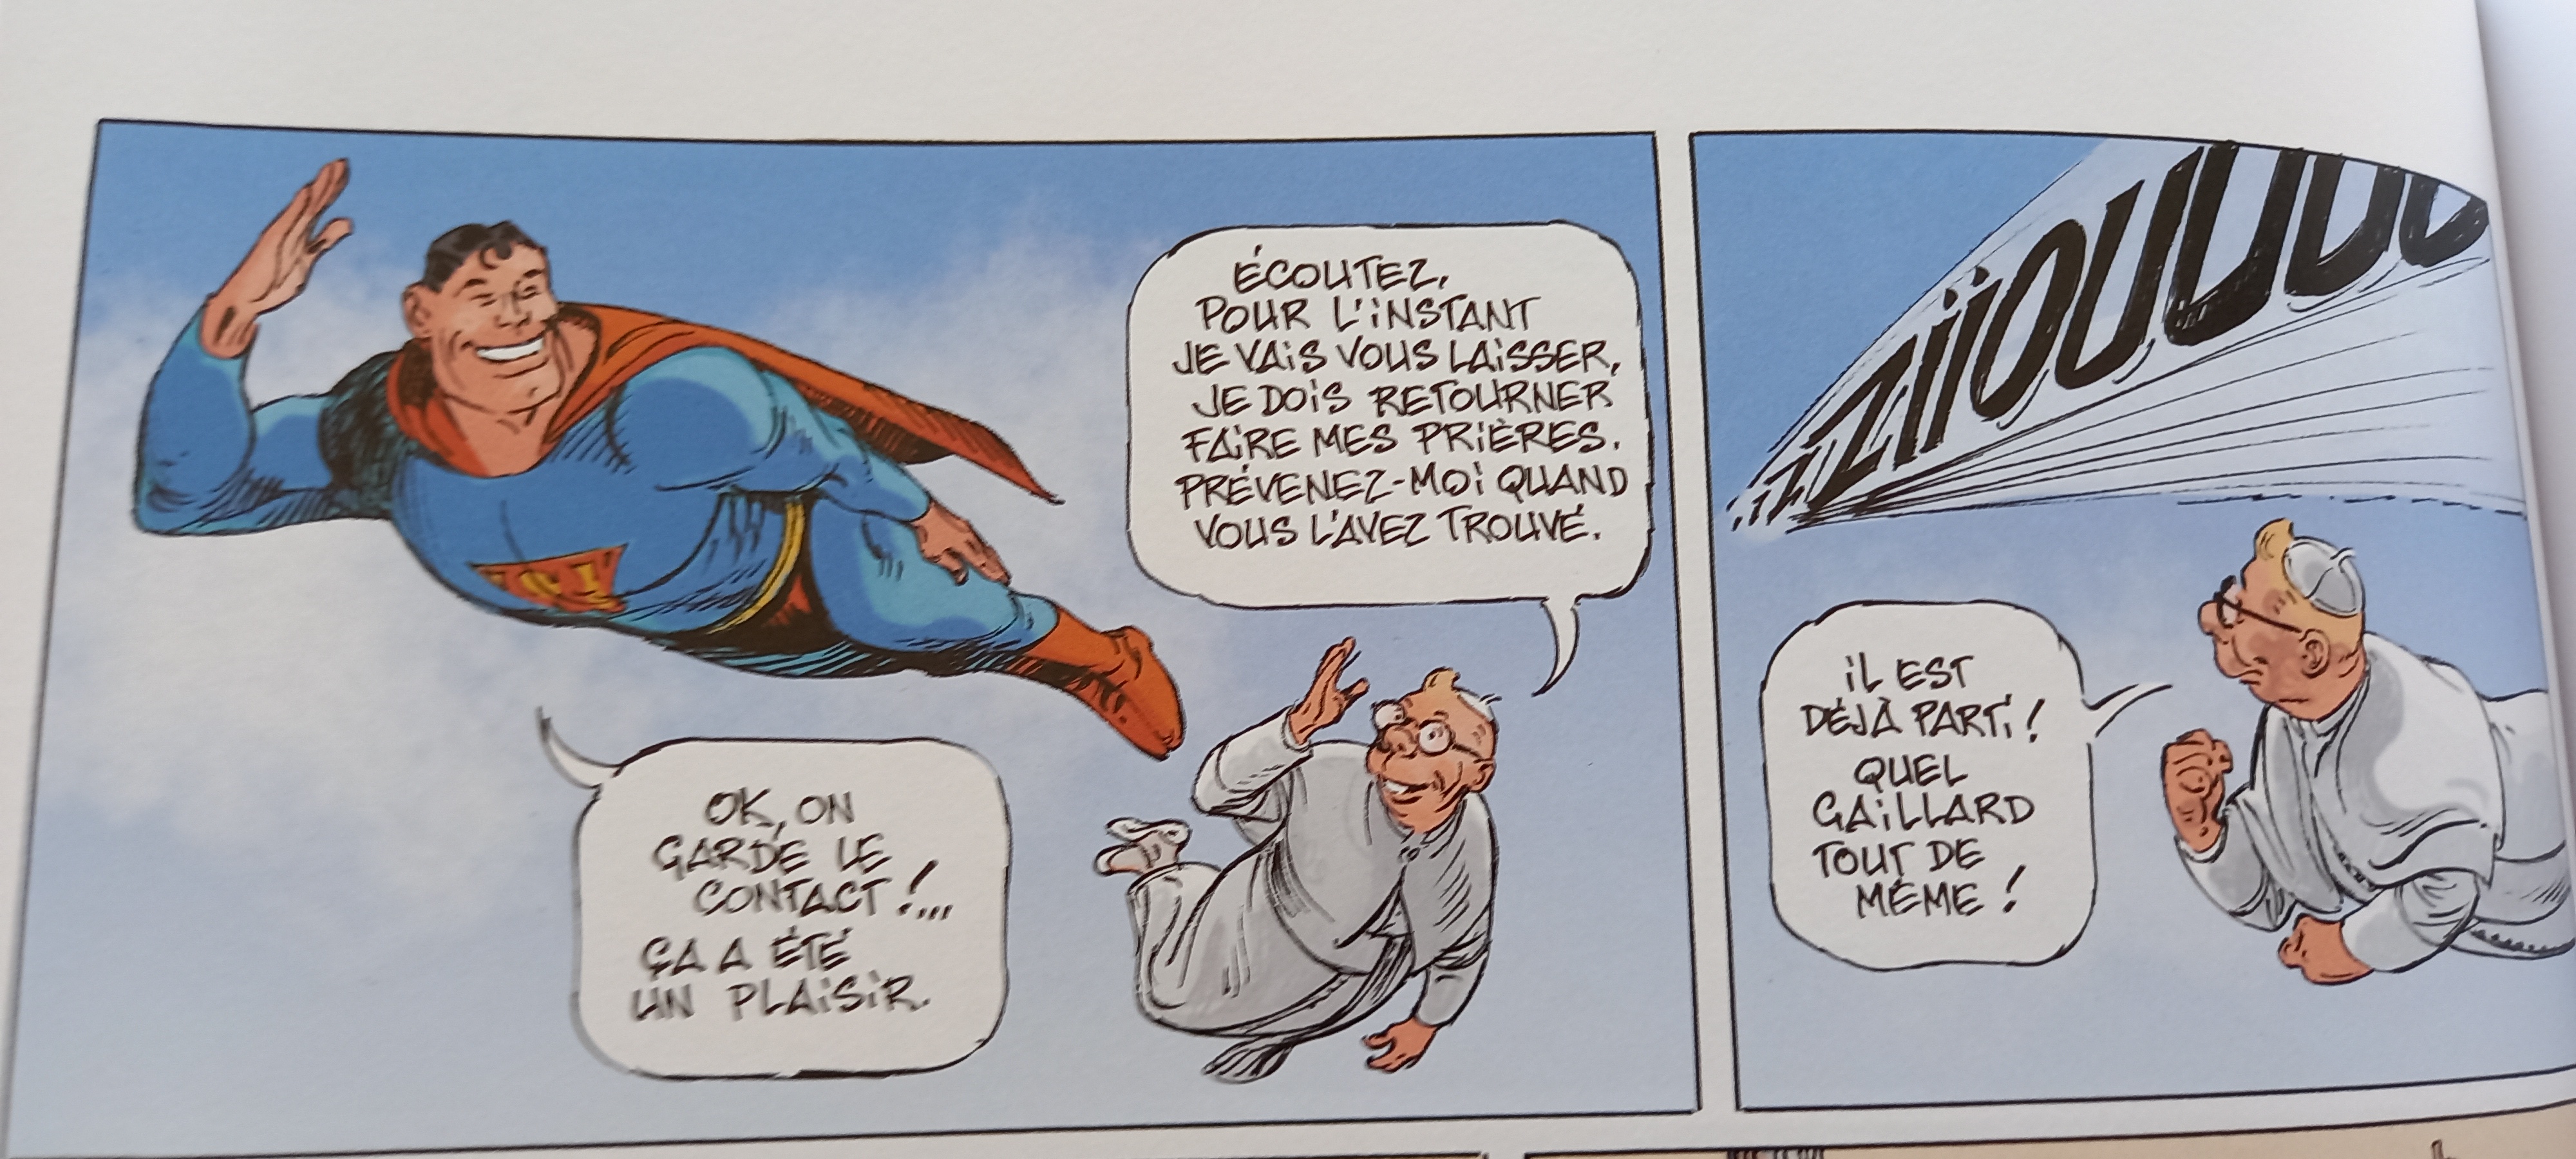 OK, ON
GARDE LE
CONTACT !...
ÇA A ÉTÉ
UN PLAISIR.
ÉCOUTEZ,
POUR L'INSTANT
JE VAIS VOUS LAISSER,
JE DOIS RETOURNER
FAIRE MES PRIÈRES.
PRÉVENEZ-MOI QUAND
VOUS L'AVEZ TROUVÉ.
IL EST
DÉJÀ PARTI !
QUEL
GAILLARD
TOUT DE
MÊME !